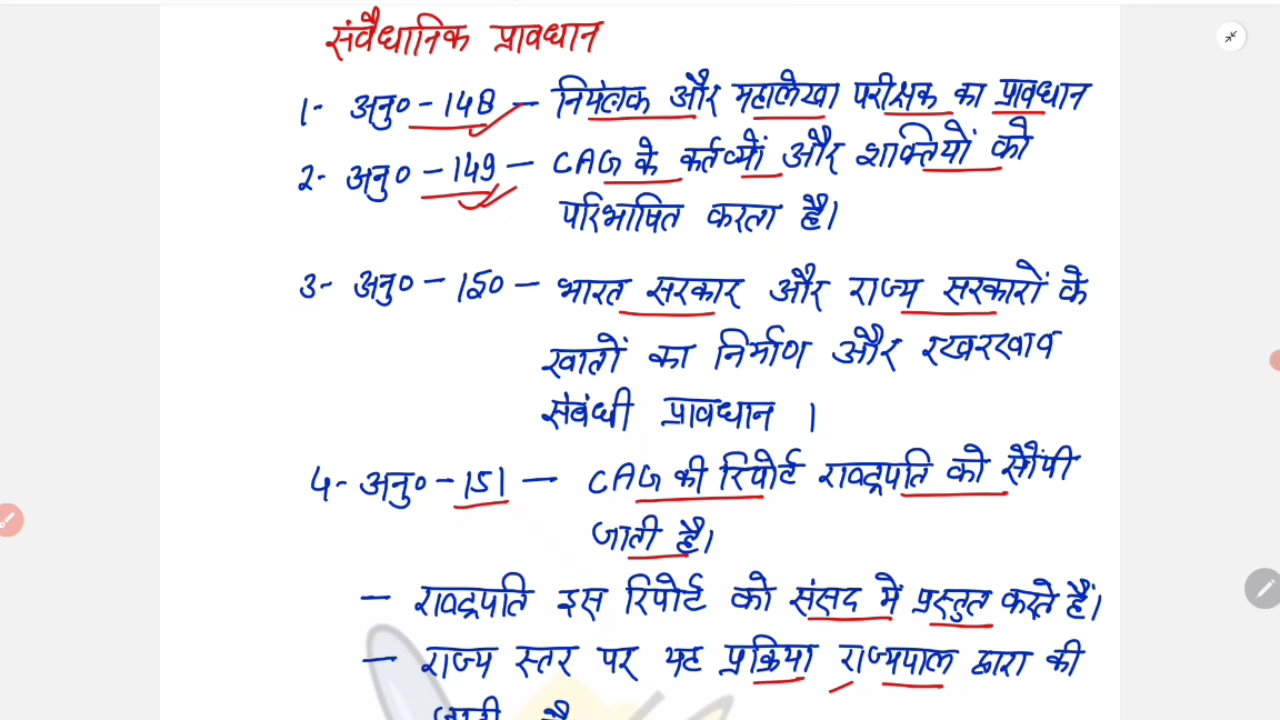 संवैधानिक प्रावधान
1- अनु० - 148 - नियंत्रक और महालेखा परीक्षक का प्रावधान
2- अनु० - 149 - CAG के कर्तव्यों और शक्तियों को
परिभाषित करता है।
3- अनु० - 150 - भारत सरकार और राज्य सरकारों के
खातों का निर्माण और रखरखाव
संबंधी प्रावधान ।
4- अनु० - 151 - CAG की रिपोर्ट राष्ट्रपति को सौंपी
जाती है।
- राष्ट्रपति इस रिपोर्ट को संसद में प्रस्तुत करते हैं।
- राज्य स्तर पर यह प्रक्रिया राज्यपाल द्वारा की